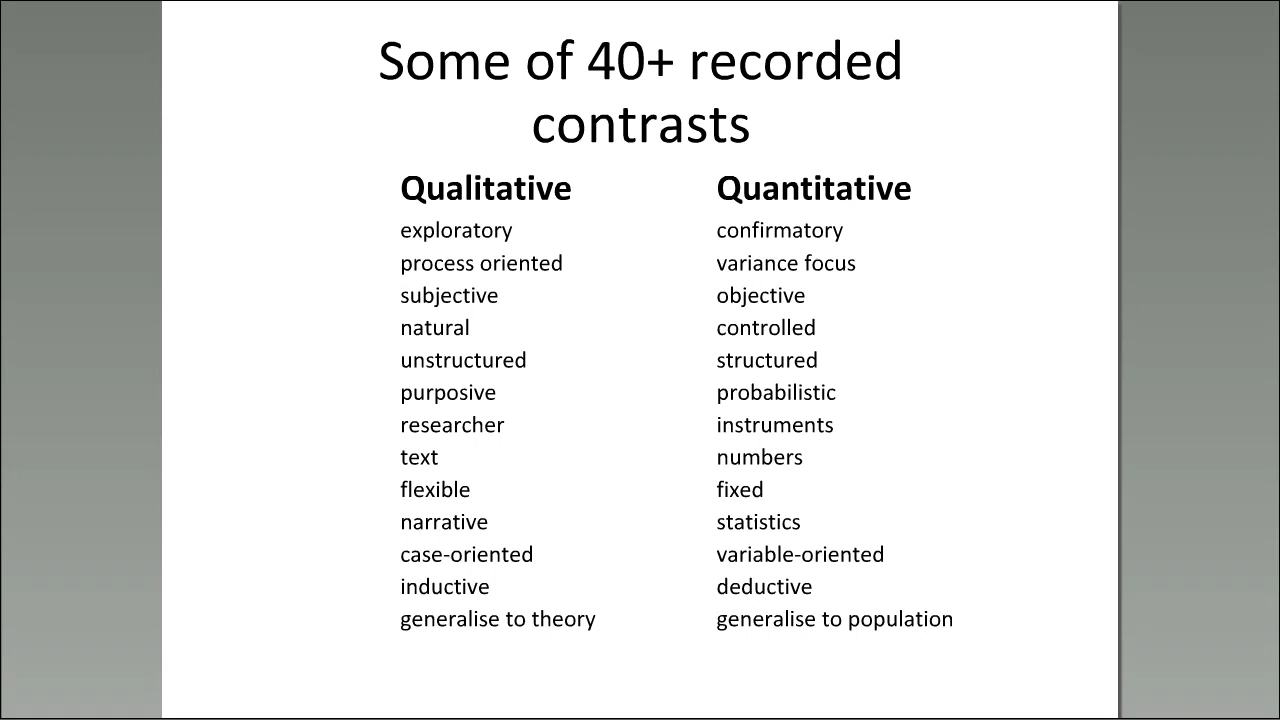 Some of 40+ recorded
contrasts
Qualitative Quantitative
exploratory confirmatory
process oriented variance focus
subjective objective
natural controlled
unstructured structured
purposive probabilistic
researcher instruments
text numbers
flexible fixed
narrative statistics
case-oriented variable-oriented
inductive deductive
generalise to theory generalise to population